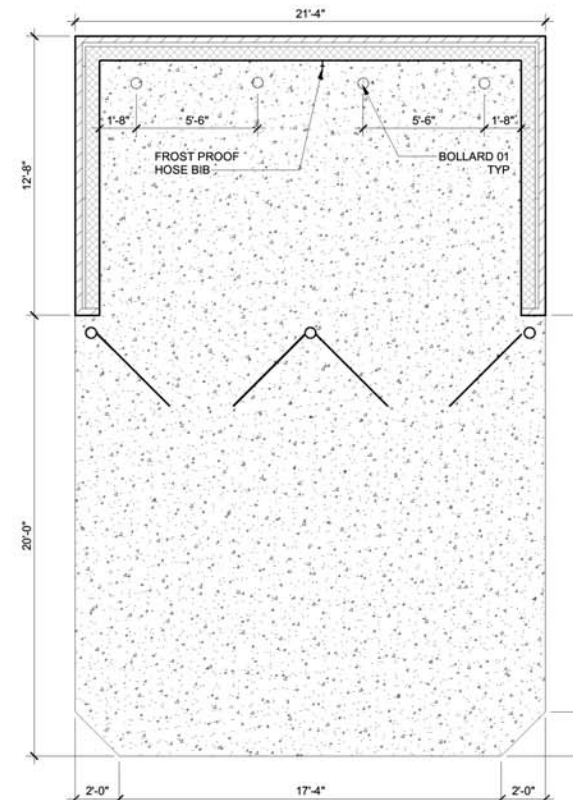 21'-4"
12'-8"
1'-8"
5'-6"
5'-6"
1'-8"
FROST PROOF
HOSE BIB
BOLLARD 01
TYP
20'-0"
2'-0"
17'-4"
2'-0"